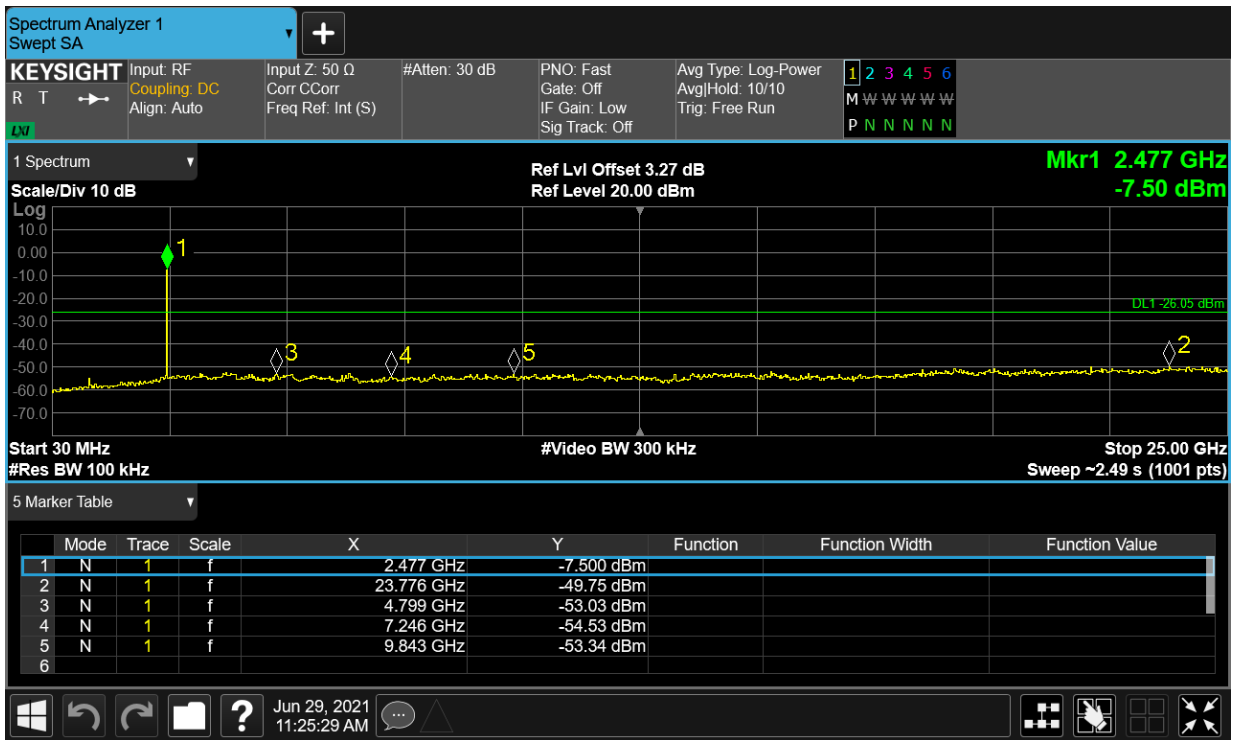 Spectrum Analyzer 1
Swept SA
KEYSIGHT
R T
LXI
Input: RF
Coupling: DC
Align: Auto
Input Z: 50 Ω
Corr CCorr
Freq Ref: Int (S)
#Atten: 30 dB
PNO: Fast
Gate: Off
IF Gain: Low
Sig Track: Off
Avg Type: Log-Power
Avg|Hold: 10/10
Trig: Free Run
1 2 3 4 5 6
M W W W W W
P N N N N N
1 Spectrum
Scale/Div 10 dB
Log
Ref Lvl Offset 3.27 dB
Ref Level 20.00 dBm
Mkr1 2.477 GHz
-7.50 dBm
10.0
0.00
-10.0
-20.0
-30.0
-40.0
-50.0
-60.0
-70.0
1
DL1 -26.05 dBm
3
4
5
2
Start 30 MHz
#Res BW 100 kHz
#Video BW 300 kHz
Stop 25.00 GHz
Sweep ~2.49 s (1001 pts)
5 Marker Table
Mode Trace Scale X Y Function Function Width Function Value
1 N 1 f 2.477 GHz -7.500 dBm
2 N 1 f 23.776 GHz -49.75 dBm
3 N 1 f 4.799 GHz -53.03 dBm
4 N 1 f 7.246 GHz -54.53 dBm
5 N 1 f 9.843 GHz -53.34 dBm
6
?
Jun 29, 2021
11:25:29 AM